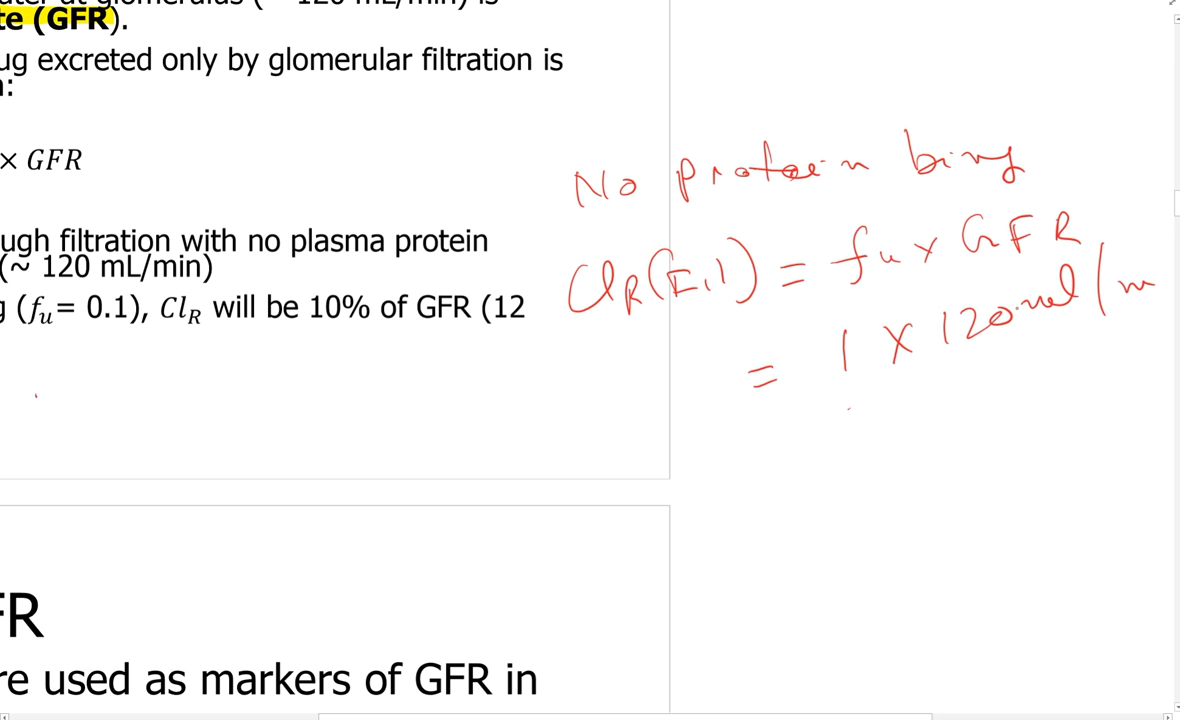 te (GFR).
ug excreted only by glomerular filtration is
n:
× GFR
ugh filtration with no plasma protein
(~ 120 mL/min)
g (fu= 0.1), ClR will be 10% of GFR (12
No protein bing
ClR(F,1) = fu × GFR
= 1 × 120 ml/m
FR
re used as markers of GFR in